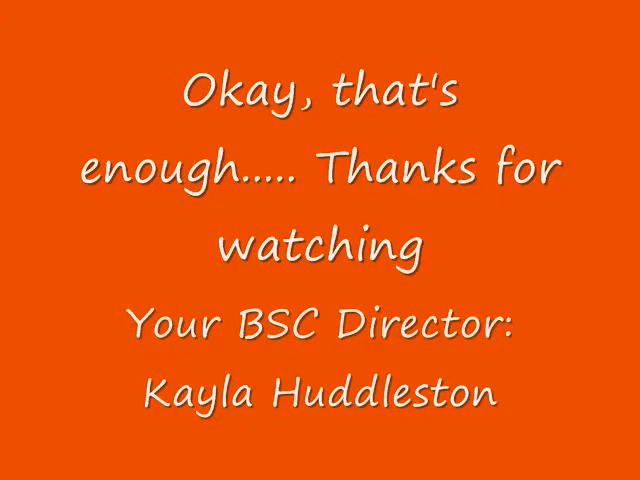 Okay, that's
enough..... Thanks for
watching
Your BSC Director:
Kayla Huddleston